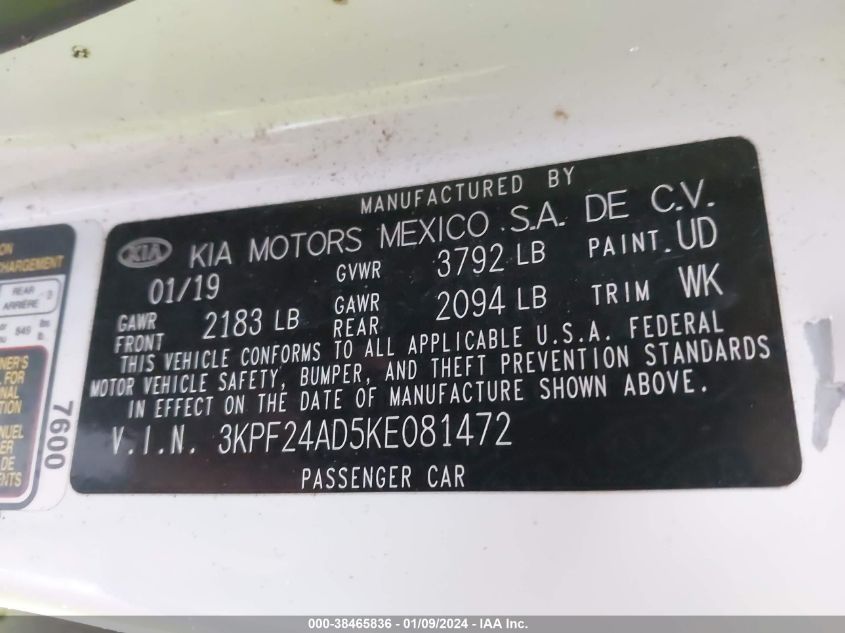 MANUFACTURED BY
KIA KIA MOTORS MEXICO S.A. DE C.V.
01/19 GVWR 3792 LB PAINT. UD
GAWR FRONT 2183 LB GAWR REAR 2094 LB TRIM WK
THIS VEHICLE CONFORMS TO ALL APPLICABLE U.S.A. FEDERAL
MOTOR VEHICLE SAFETY, BUMPER, AND THEFT PREVENTION STANDARDS
IN EFFECT ON THE DATE OF MANUFACTURE SHOWN ABOVE.
V.I.N. 3KPF24AD5KE081472
PASSENGER CAR
REAR
ARRIÈRE
7600
000-38465836 - 01/09/2024 - IAA Inc.